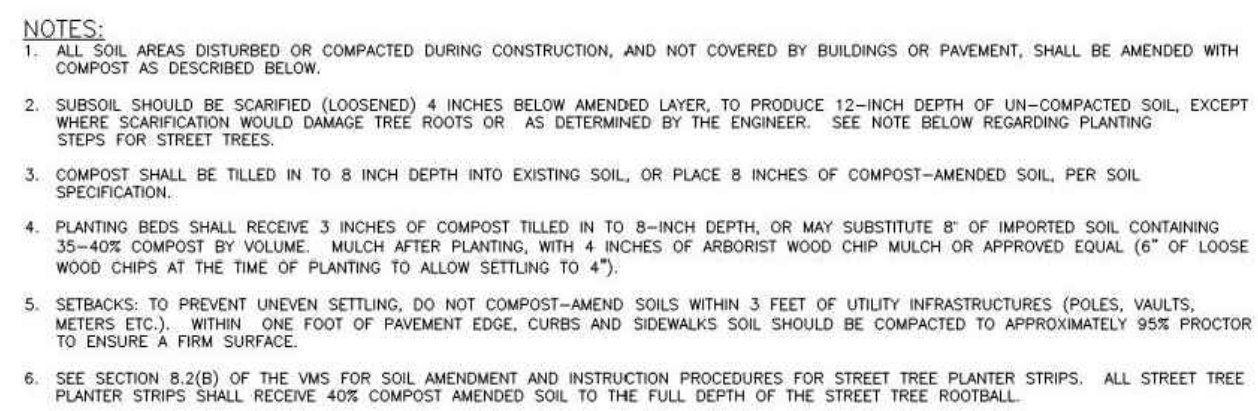 NOTES:
1. ALL SOIL AREAS DISTURBED OR COMPACTED DURING CONSTRUCTION, AND NOT COVERED BY BUILDINGS OR PAVEMENT, SHALL BE AMENDED WITH
COMPOST AS DESCRIBED BELOW.
2. SUBSOIL SHOULD BE SCARIFIED (LOOSENED) 4 INCHES BELOW AMENDED LAYER, TO PRODUCE 12-INCH DEPTH OF UN-COMPACTED SOIL, EXCEPT
WHERE SCARIFICATION WOULD DAMAGE TREE ROOTS OR AS DETERMINED BY THE ENGINEER. SEE NOTE BELOW REGARDING PLANTING
STEPS FOR STREET TREES.
3. COMPOST SHALL BE TILLED IN TO 8 INCH DEPTH INTO EXISTING SOIL, OR PLACE 8 INCHES OF COMPOST-AMENDED SOIL, PER SOIL
SPECIFICATION.
4. PLANTING BEDS SHALL RECEIVE 3 INCHES OF COMPOST TILLED IN TO 8-INCH DEPTH, OR MAY SUBSTITUTE 8" OF IMPORTED SOIL CONTAINING
35-40% COMPOST BY VOLUME. MULCH AFTER PLANTING, WITH 4 INCHES OF ARBORIST WOOD CHIP MULCH OR APPROVED EQUAL (6" OF LOOSE
WOOD CHIPS AT THE TIME OF PLANTING TO ALLOW SETTLING TO 4").
5. SETBACKS: TO PREVENT UNEVEN SETTLING, DO NOT COMPOST-AMEND SOILS WITHIN 3 FEET OF UTILITY INFRASTRUCTURES (POLES, VAULTS,
METERS ETC.). WITHIN ONE FOOT OF PAVEMENT EDGE, CURBS AND SIDEWALKS SOIL SHOULD BE COMPACTED TO APPROXIMATELY 95% PROCTOR
TO ENSURE A FIRM SURFACE.
6. SEE SECTION 8.2(B) OF THE VMS FOR SOIL AMENDMENT AND INSTRUCTION PROCEDURES FOR STREET TREE PLANTER STRIPS. ALL STREET TREE
PLANTER STRIPS SHALL RECEIVE 40% COMPOST AMENDED SOIL TO THE FULL DEPTH OF THE STREET TREE ROOTBALL.